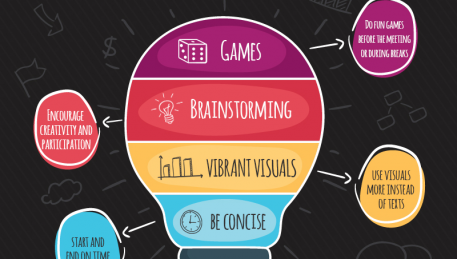 GAMES
DO FUN GAMES
BEFORE THE MEETING
OR DURING BREAKS
BRAINSTORMING
ENCOURAGE
CREATIVITY AND
PARTICIPATION
VIBRANT VISUALS
USE VISUALS
MORE INSTEAD
OF TEXTS
BE CONCISE
START AND
END ON TIME